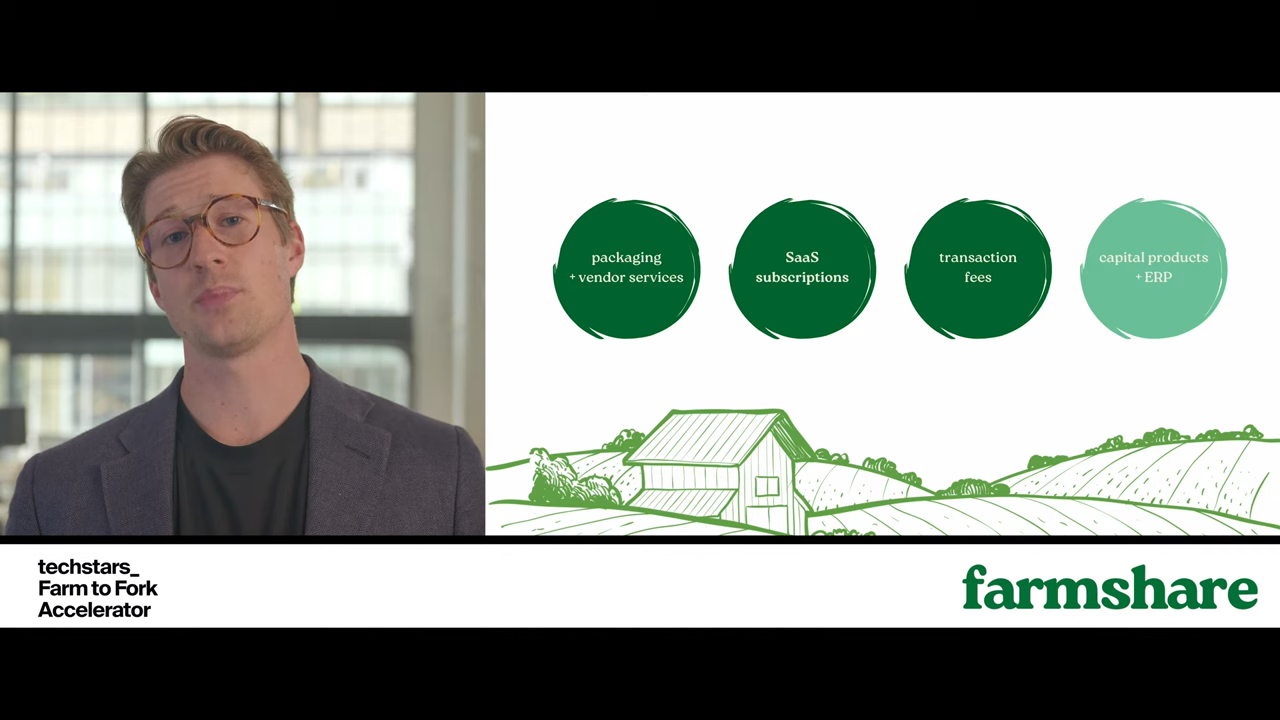 packaging
+ vendor services
SaaS
subscriptions
transaction
fees
capital products
+ ERP
techstars_
Farm to Fork
Accelerator
farmshare